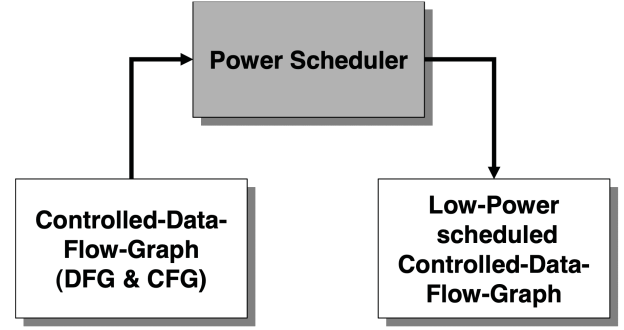 Power Scheduler
Controlled-Data-
Flow-Graph
(DFG & CFG)
Low-Power
scheduled
Controlled-Data-
Flow-Graph